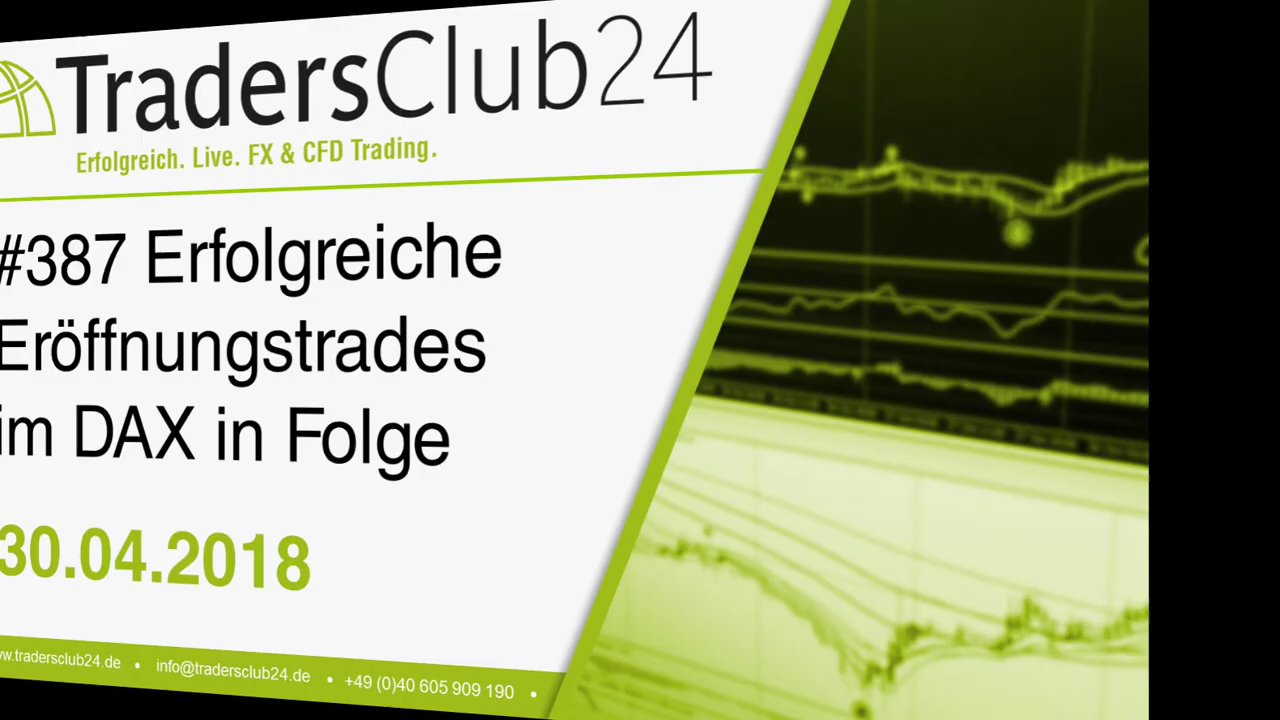 TradersClub24
Erfolgreich. Live. FX & CFD Trading.
#387 Erfolgreiche
Eröffnungstrades
im DAX in Folge
30.04.2018
w.tradersclub24.de • info@tradersclub24.de • +49 (0)40 605 909 190 •